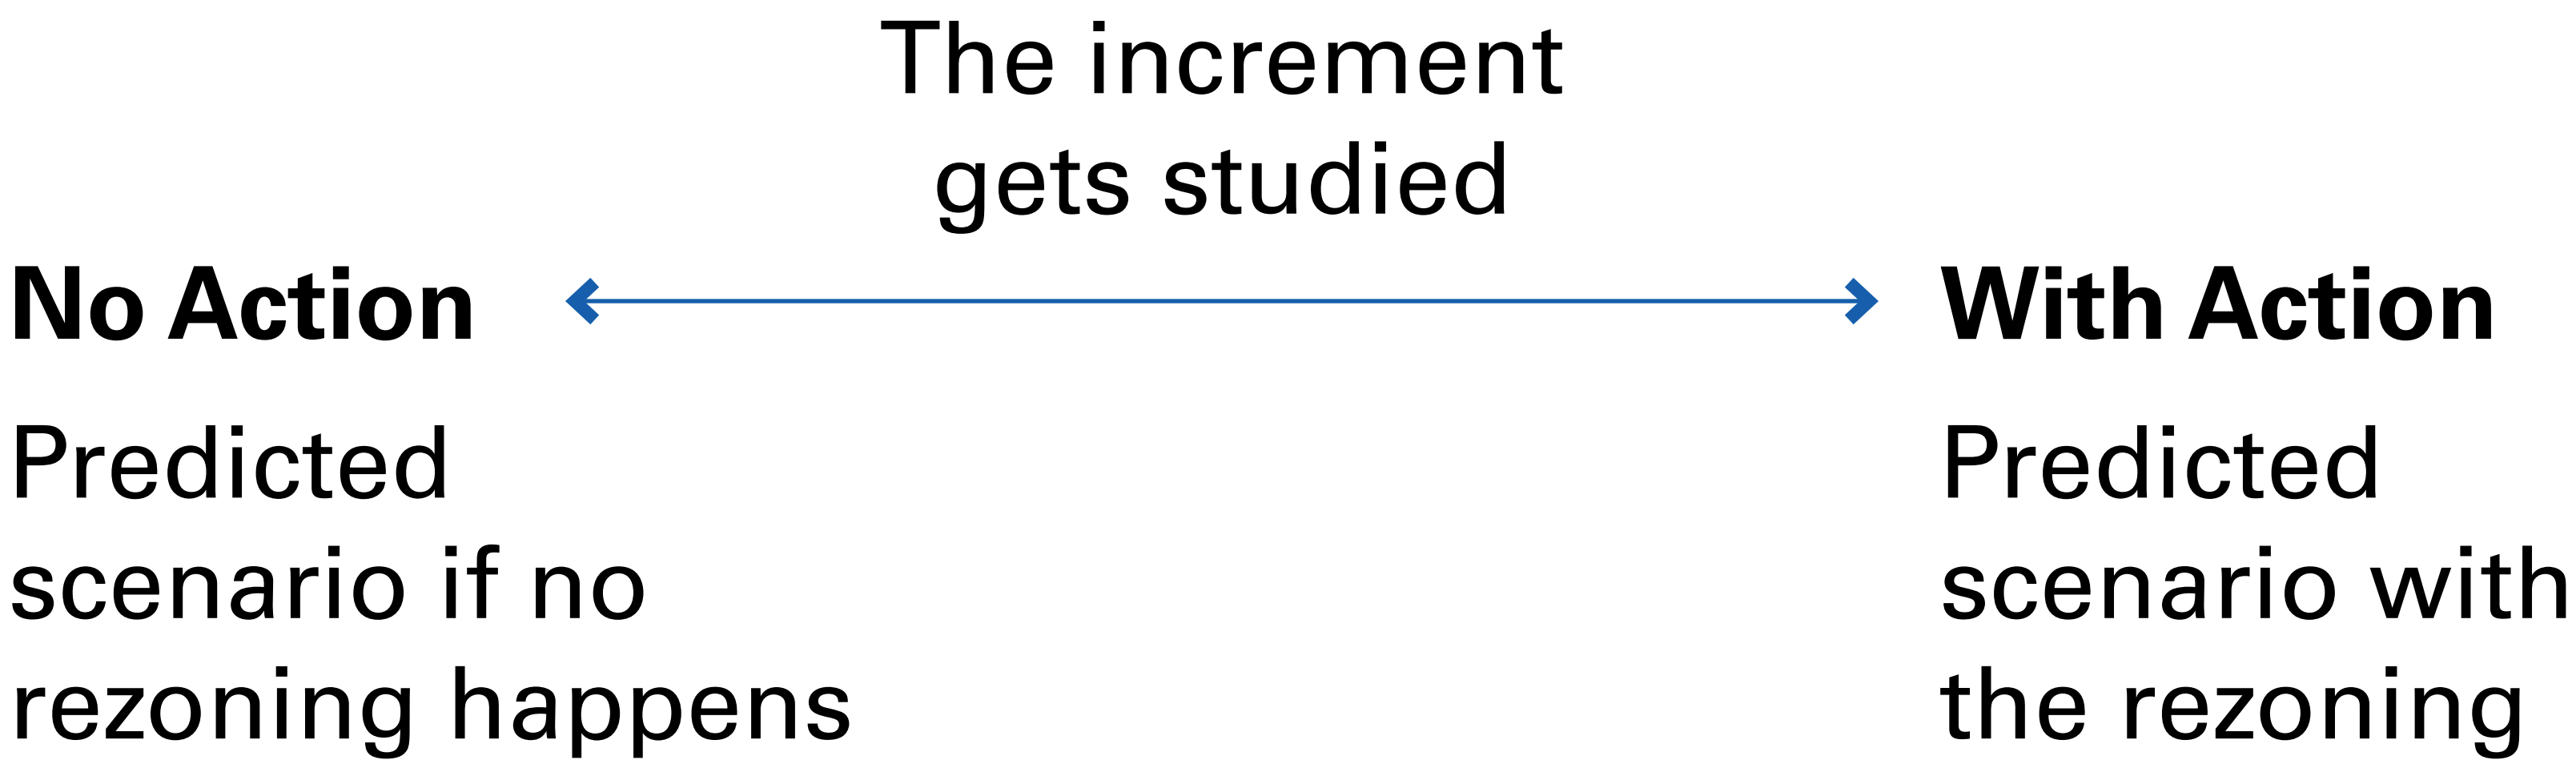 The increment
gets studied
No Action
With Action
Predicted
scenario if no
rezoning happens
Predicted
scenario with
the rezoning